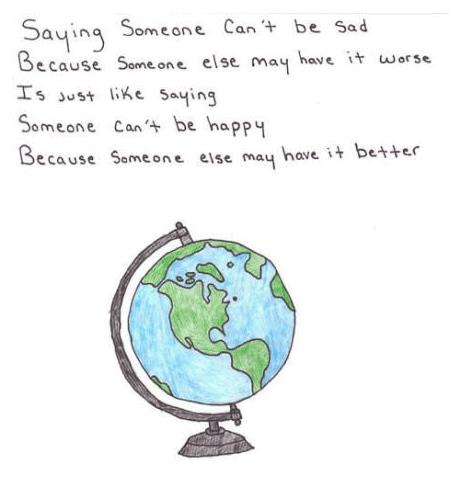 Saying Someone Can't be Sad
Because Someone else may have it worse
Is Just like Saying
Someone Can't be happy
Because Someone else may have it better